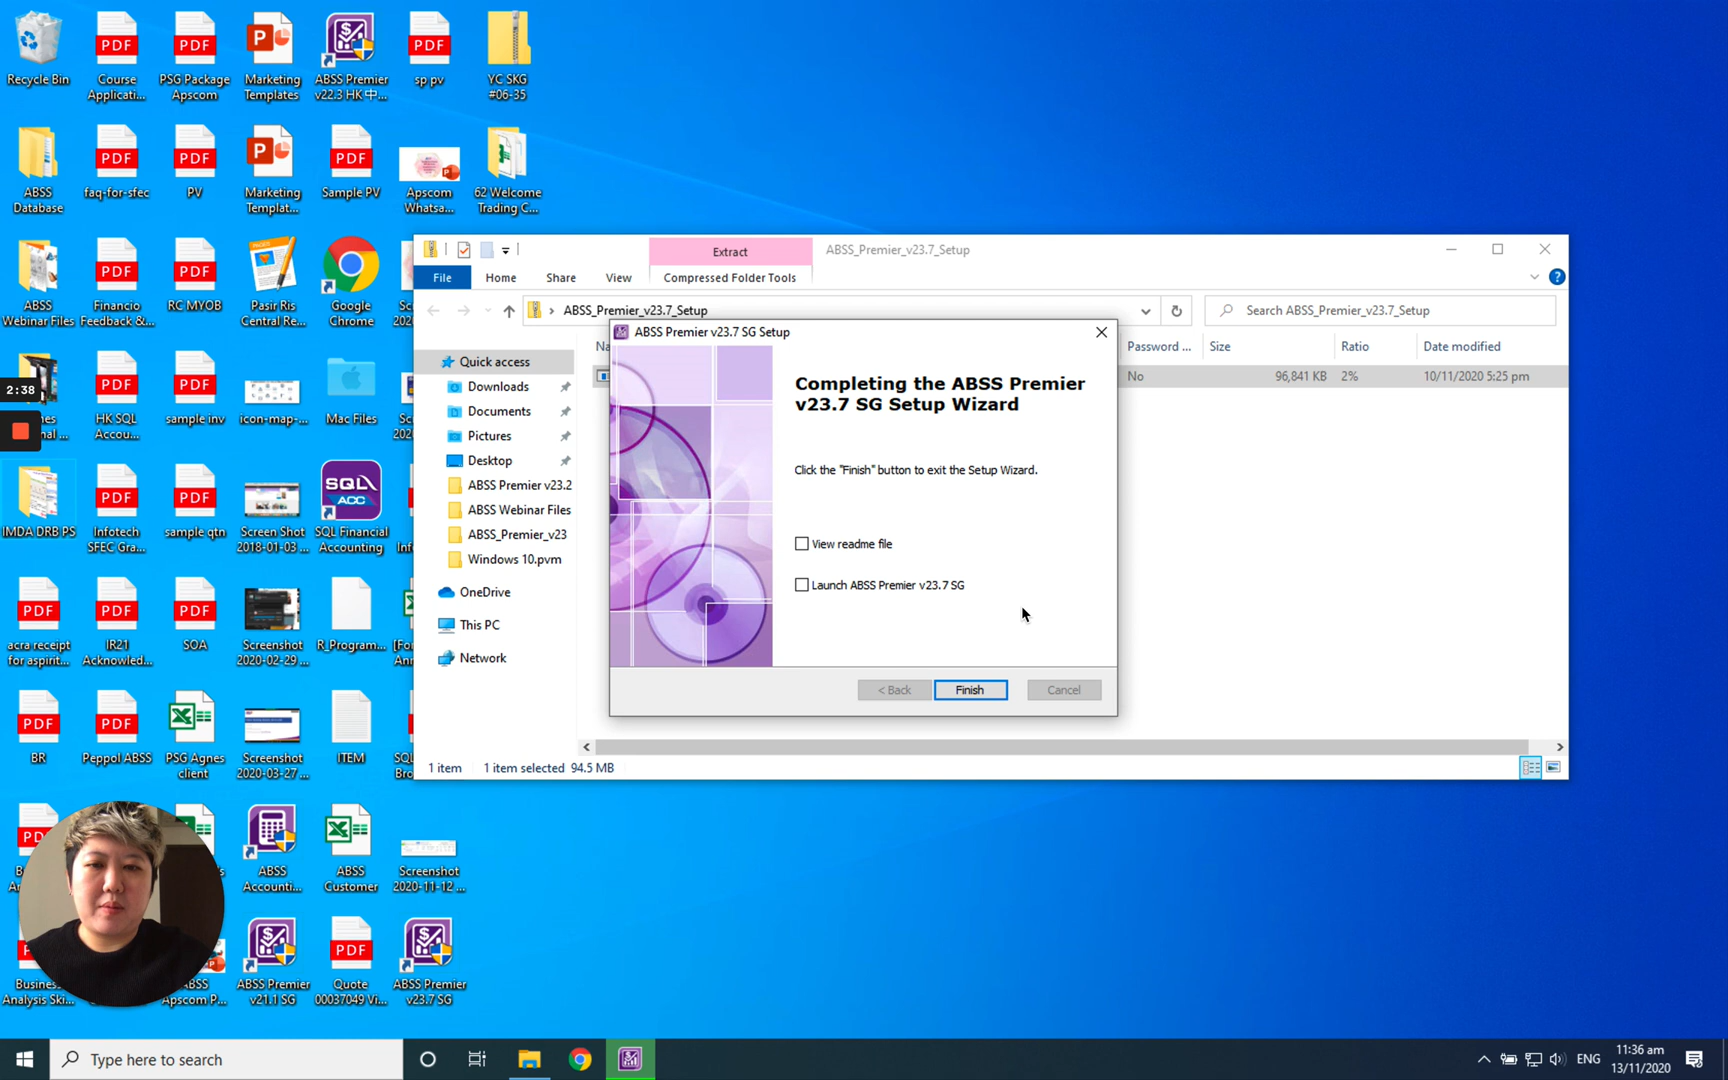 Recycle Bin
Course
Applicati...
PSG Package
Apscom
Marketing
Templates
ABSS Premier
v22.3 HK 中...
sp pv
YC SKG
#06-35
ABSS
Database
faq-for-sfec
PV
Marketing
Templat...
Sample PV
Apscom
Whatsa...
62 Welcome
Trading C...
ABSS
Webinar Files
Financio
Feedback &...
RC MYOB
Pasir Ris
Central Re...
Google
Chrome
2:38
HK SQL
Accou...
sample inv
icon-map-...
Mac Files
IMDA DRB PS
Infotech
SFEC Gra...
sample qtn
Screen Shot
2018-01-03 ...
SQL
ACC
SQL Financial
Accounting
acra receipt
for aspirit...
IR21
Acknowled...
SOA
Screenshot
2020-02-29 ...
R_Program...
BR
Peppol ABSS
PSG Agnes
client
Screenshot
2020-03-27 ...
ITEM
ABSS
Accounti...
ABSS
Customer
Screenshot
2020-11-12 ...
Business
Analysis Ski...
ABSS
Apscom P...
ABSS Premier
v21.1 SG
Quote
00037049 Vi...
ABSS Premier
v23.7 SG
Extract
ABSS_Premier_v23.7_Setup
File
Home
Share
View
Compressed Folder Tools
ABSS_Premier_v23.7_Setup
Search ABSS_Premier_v23.7_Setup
Password ...
Size
Ratio
Date modified
No
96,841 KB
2%
10/11/2020 5:25 pm
Quick access
Downloads
Documents
Pictures
Desktop
ABSS Premier v23.2
ABSS Webinar Files
ABSS_Premier_v23
Windows 10.pvm
OneDrive
This PC
Network
1 item
1 item selected 94.5 MB
ABSS Premier v23.7 SG Setup
Completing the ABSS Premier
v23.7 SG Setup Wizard
Click the "Finish" button to exit the Setup Wizard.
View readme file
Launch ABSS Premier v23.7 SG
< Back
Finish
Cancel
Type here to search
ENG
11:36 am
13/11/2020